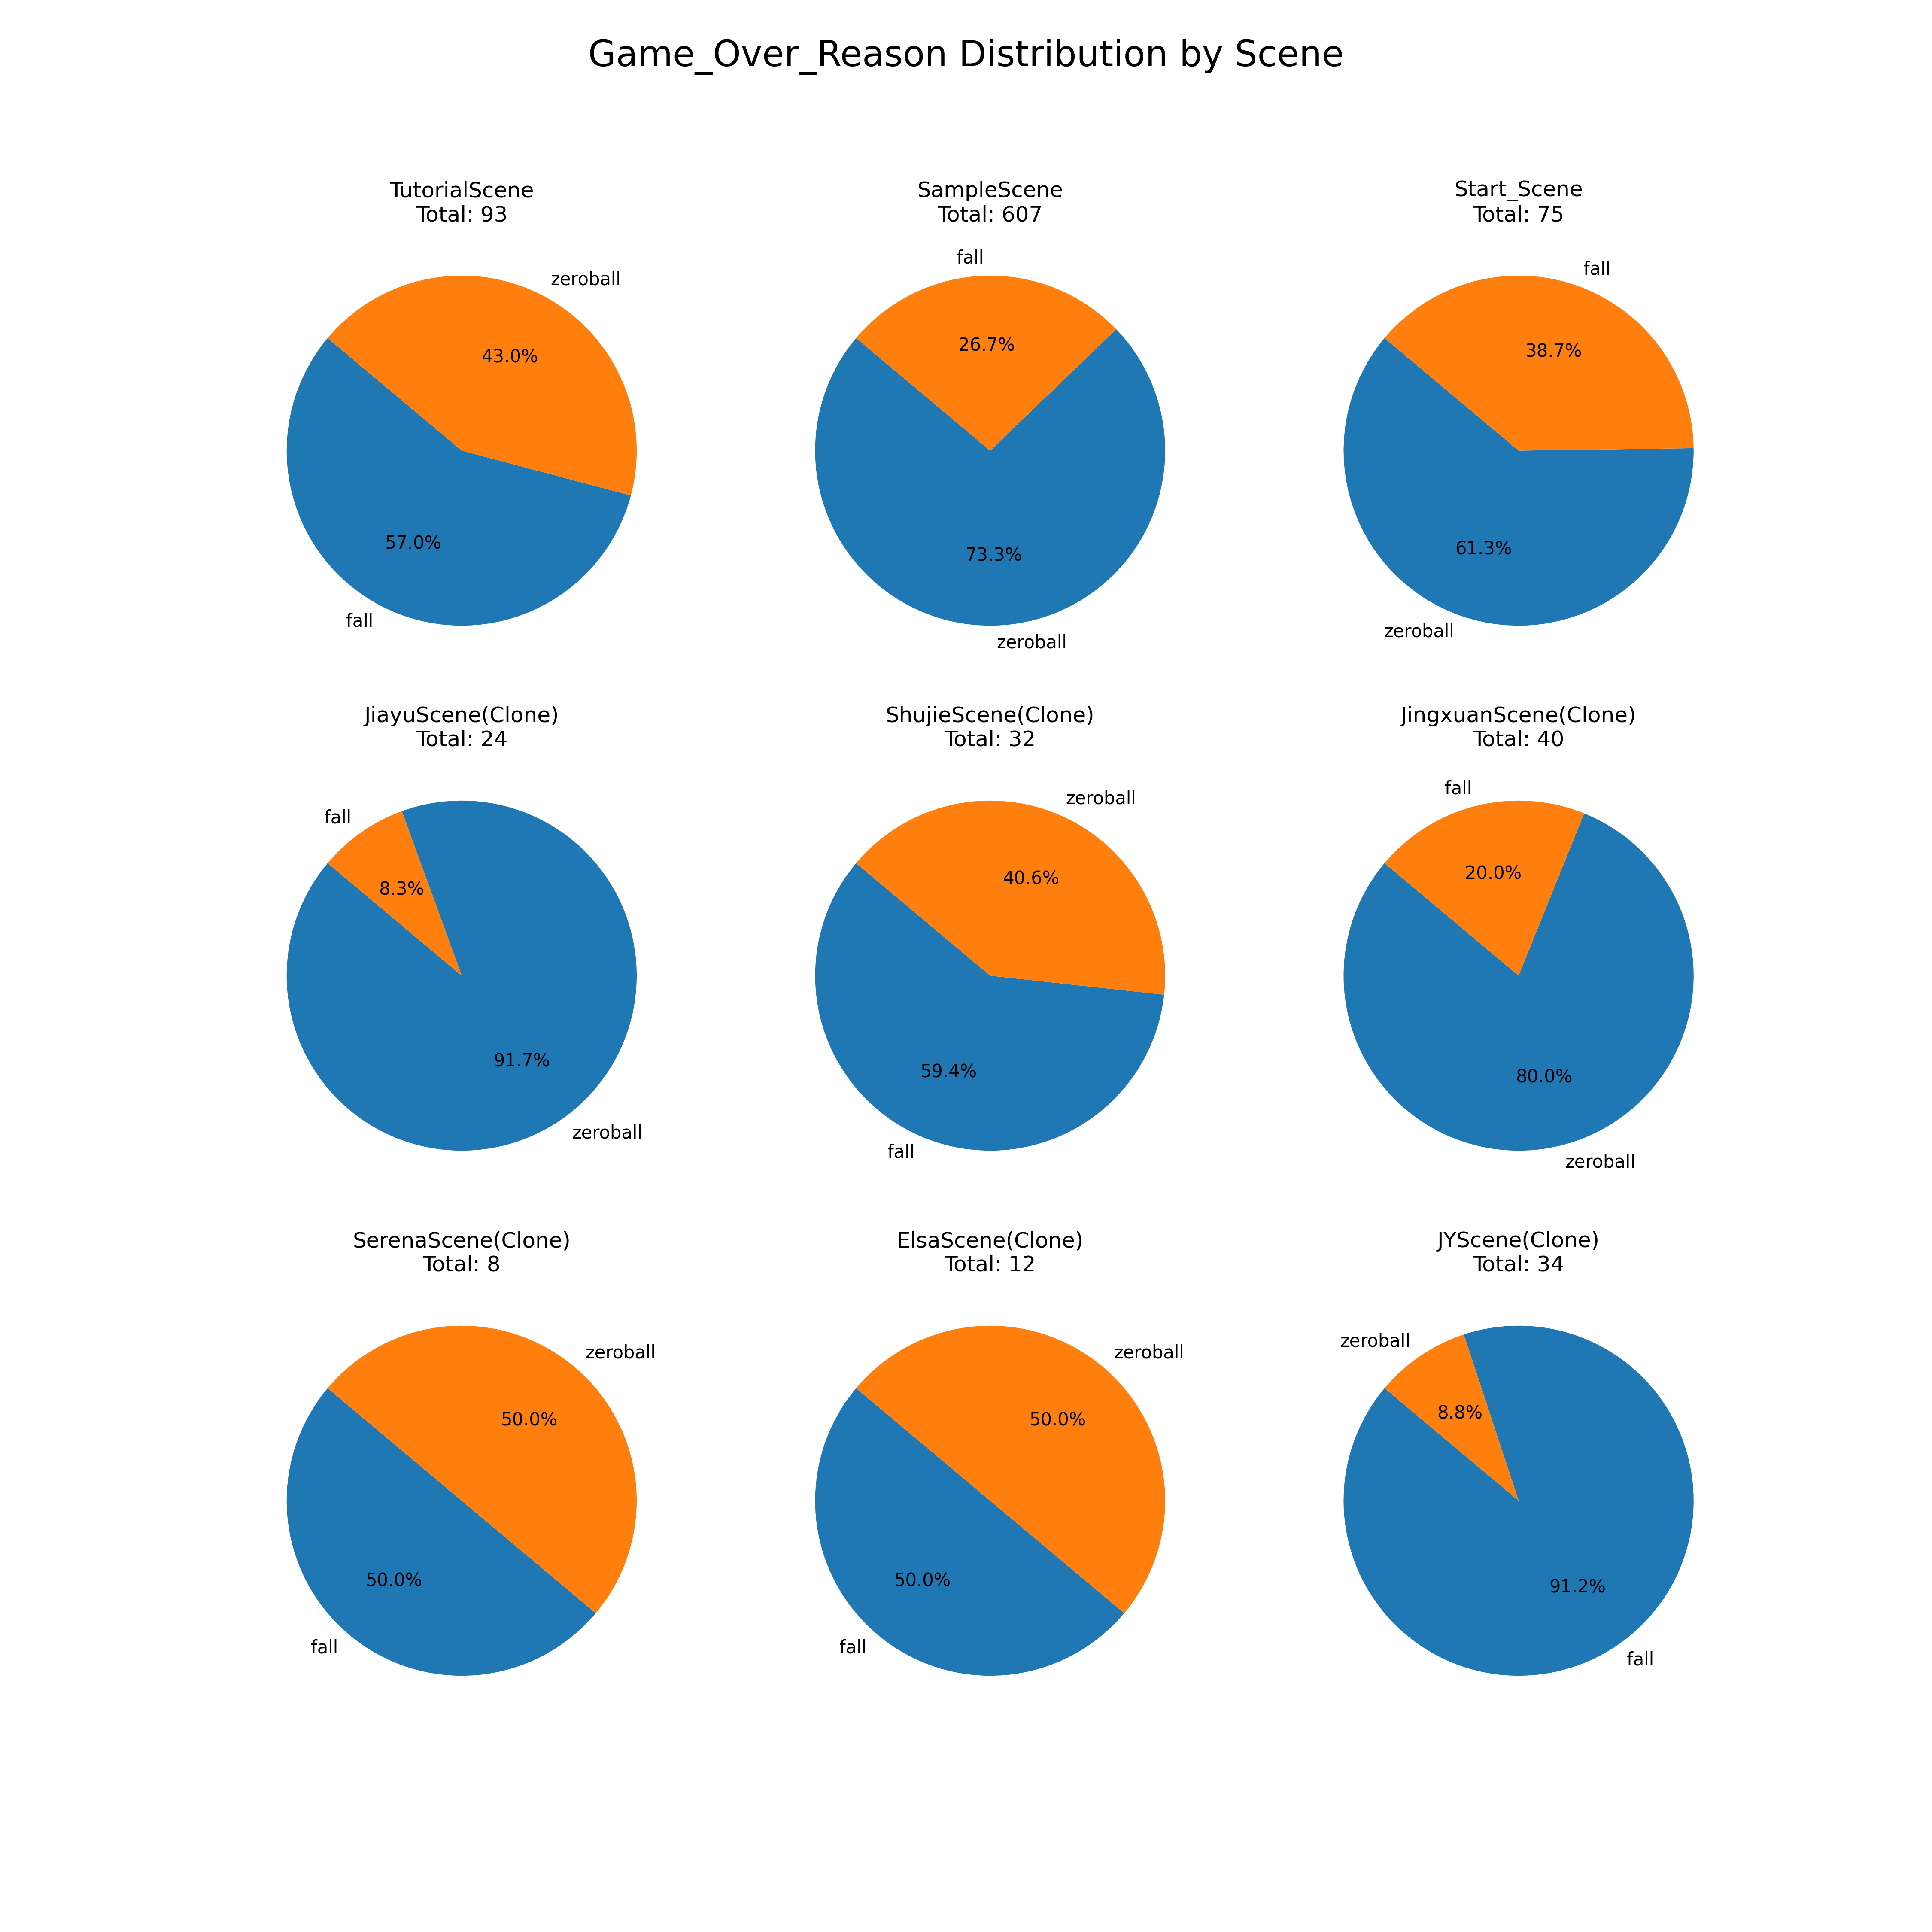 Game_Over_Reason Distribution by Scene
TutorialScene
Total: 93
zeroball
43.0%
57.0%
fall
SampleScene
Total: 607
fall
26.7%
73.3%
zeroball
Start_Scene
Total: 75
fall
38.7%
61.3%
zeroball
JiayuScene(Clone)
Total: 24
fall
8.3%
91.7%
zeroball
ShujieScene(Clone)
Total: 32
zeroball
40.6%
59.4%
fall
JingxuanScene(Clone)
Total: 40
fall
20.0%
80.0%
zeroball
SerenaScene(Clone)
Total: 8
zeroball
50.0%
50.0%
fall
ElsaScene(Clone)
Total: 12
zeroball
50.0%
50.0%
fall
JYScene(Clone)
Total: 34
zeroball
8.8%
91.2%
fall